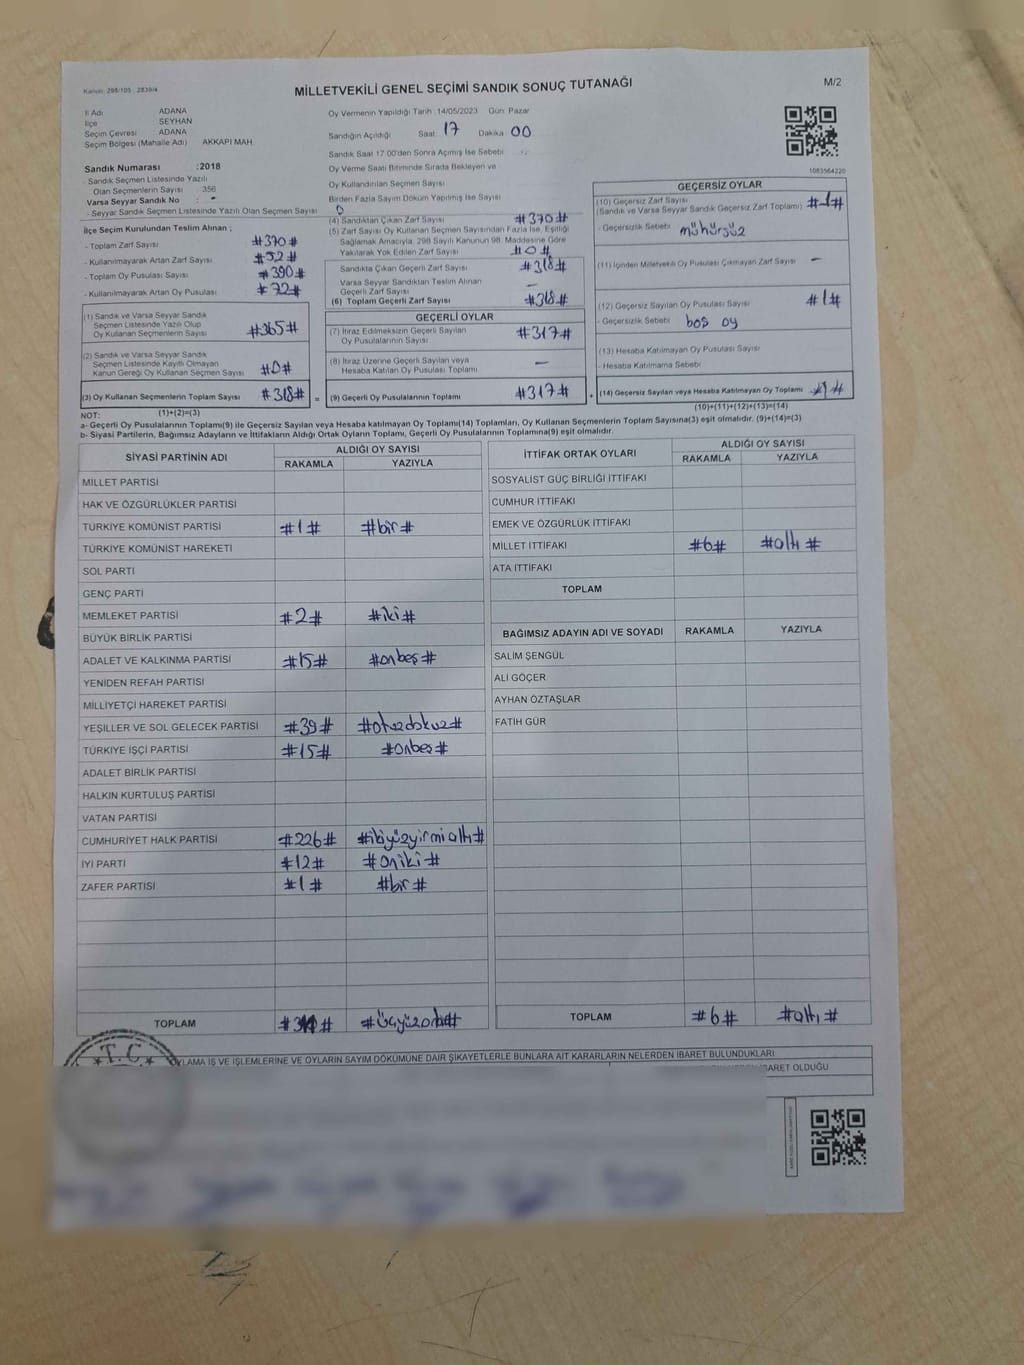 Kanun: 298/105 , 2839/4
MİLLETVEKİLİ GENEL SEÇİMİ SANDIK SONUÇ TUTANAĞI
M/2
İl Adı ADANA
İlçe SEYHAN
Seçim Çevresi : ADANA
Seçim Bölgesi (Mahalle Adı) AKKAPI MAH.
Sandık Numarası :2018
- Sandık Seçmen Listesinde Yazılı
Olan Seçmenlerin Sayısı : 356
Varsa Seyyar Sandık No : -
- Seyyar Sandık Seçmen Listesinde Yazılı Olan Seçmen Sayısı
Oy Vermenin Yapıldığı Tarih :14/05/2023 Gün: Pazar
Sandığın Açıldığı Saat 17 Dakika 00
Sandık Saat 17.00'den Sonra Açılmış İse Sebebi
Oy Verme Saati Bitiminde Sırada Bekleyen ve
Oy Kullandırılan Seçmen Sayısı
Birden Fazla Sayım Döküm Yapılmış İse Sayısı
0
1083564220
İlçe Seçim Kurulundan Teslim Alınan ;
- Toplam Zarf Sayısı #370#
- Kullanılmayarak Artan Zarf Sayısı #52#
- Toplam Oy Pusulası Sayısı #390#
- Kullanılmayarak Artan Oy Pusulası #72#
(1) Sandık ve Varsa Seyyar Sandık
Seçmen Listesinde Yazılı Olup
Oy Kullanan Seçmenlerin Sayısı #365#
(2) Sandık ve Varsa Seyyar Sandık
Seçmen Listesinde Kayıtlı Olmayan
Kanun Gereği Oy Kullanan Seçmen Sayısı #0#
(3) Oy Kullanan Seçmenlerin Toplam Sayısı #318# =
(4) Sandıktan Çıkan Zarf Sayısı #370#
(5) Zarf Sayısı Oy Kullanan Seçmen Sayısından Fazla İse, Eşitliği
Sağlamak Amacıyla, 298 Sayılı Kanunun 98. Maddesine Göre
Yakılarak Yok Edilen Zarf Sayısı #0#
Sandıkta Çıkan Geçerli Zarf Sayısı #318#
Varsa Seyyar Sandıktan Teslim Alınan
Geçerli Zarf Sayısı -
(6) Toplam Geçerli Zarf Sayısı #318#
GEÇERLİ OYLAR
(7) İtiraz Edilmeksizin Geçerli Sayılan
Oy Pusulalarının Sayısı #317#
(8) İtiraz Üzerine Geçerli Sayılan veya
Hesaba Katılan Oy Pusulası Toplamı -
(9) Geçerli Oy Pusulalarının Toplamı #317# +
GEÇERSİZ OYLAR
(10) Geçersiz Zarf Sayısı
(Sandık ve Varsa Seyyar Sandık Geçersiz Zarf Toplamı) #1#
- Geçersizlik Sebebi mühürsüz
(11) İçinden Milletvekili Oy Pusulası Çıkmayan Zarf Sayısı -
(12) Geçersiz Sayılan Oy Pusulası Sayısı #1#
- Geçersizlik Sebebi boş oy
(13) Hesaba Katılmayan Oy Pusulası Sayısı
- Hesaba Katılmama Sebebi
(14) Geçersiz Sayılan veya Hesaba Katılmayan Oy Toplamı #1#
NOT: (1)+(2)=(3)
(10)+(11)+(12)+(13)=(14)
a- Geçerli Oy Pusulalarının Toplamı(9) ile Geçersiz Sayılan veya Hesaba katılmayan Oy Toplamı(14) Toplamları, Oy Kullanan Seçmenlerin Toplam Sayısına(3) eşit olmalıdır. (9)+(14)=(3)
b- Siyasi Partilerin, Bağımsız Adayların ve İttifakların Aldığı Ortak Oyların Toplamı, Geçerli Oy Pusulalarının Toplamına(9) eşit olmalıdır.
SİYASİ PARTİNİN ADI ALDIĞI OY SAYISI
RAKAMLA YAZIYLA
MİLLET PARTİSİ
HAK VE ÖZGÜRLÜKLER PARTİSİ
TÜRKİYE KOMÜNİST PARTİSİ #1# #bir#
TÜRKİYE KOMÜNİST HAREKETİ
SOL PARTİ
GENÇ PARTİ
MEMLEKET PARTİSİ #2# #iki#
BÜYÜK BİRLİK PARTİSİ
ADALET VE KALKINMA PARTİSİ #15# #onbeş#
YENİDEN REFAH PARTİSİ
MİLLİYETÇİ HAREKET PARTİSİ
YEŞİLLER VE SOL GELECEK PARTİSİ #39# #otuzdokuz#
TÜRKİYE İŞÇİ PARTİSİ #15# #onbeş#
ADALET BİRLİK PARTİSİ
HALKIN KURTULUŞ PARTİSİ
VATAN PARTİSİ
CUMHURİYET HALK PARTİSİ #226# #ikiyüzyirmialtı#
İYİ PARTİ #12# #oniki#
ZAFER PARTİSİ #1# #bir#
TOPLAM
İTTİFAK ORTAK OYLARI ALDIĞI OY SAYISI
RAKAMLA YAZIYLA
SOSYALİST GÜÇ BİRLİĞİ İTTİFAKI
CUMHUR İTTİFAKI
EMEK VE ÖZGÜRLÜK İTTİFAKI
MİLLET İTTİFAKI #6# #altı#
ATA İTTİFAKI
TOPLAM
BAĞIMSIZ ADAYIN ADI VE SOYADI RAKAMLA YAZIYLA
SALİM ŞENGÜL
ALİ GÖÇER
AYHAN ÖZTAŞLAR
FATİH GÜR
TOPLAM #6# #altı#
T.C.
LAMA İŞ VE İŞLEMLERİNE VE OYLARIN SAYIM DÖKÜMÜNE DAİR ŞİKAYETLERLE BUNLARA AİT KARARLARIN NELERDEN İBARET BULUNDUKLARI
BARET OLDUĞU